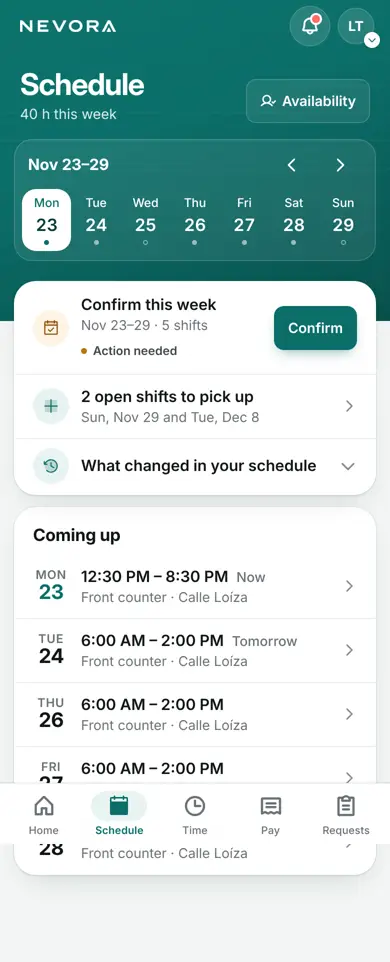 NEVORA
LT
Schedule
40 h this week
Availability
Nov 23–29
Mon Tue Wed Thu Fri Sat Sun
23 24 25 26 27 28 29
Confirm this week
Nov 23–29 · 5 shifts
Action needed
Confirm
2 open shifts to pick up
Sun, Nov 29 and Tue, Dec 8
What changed in your schedule
Coming up
MON
23
12:30 PM – 8:30 PM Now
Front counter · Calle Loíza
TUE
24
6:00 AM – 2:00 PM Tomorrow
Front counter · Calle Loíza
THU
26
6:00 AM – 2:00 PM
Front counter · Calle Loíza
FRI
27
6:00 AM – 2:00 PM
Home Schedule Time Pay Requests
28
Front counter · Calle Loíza